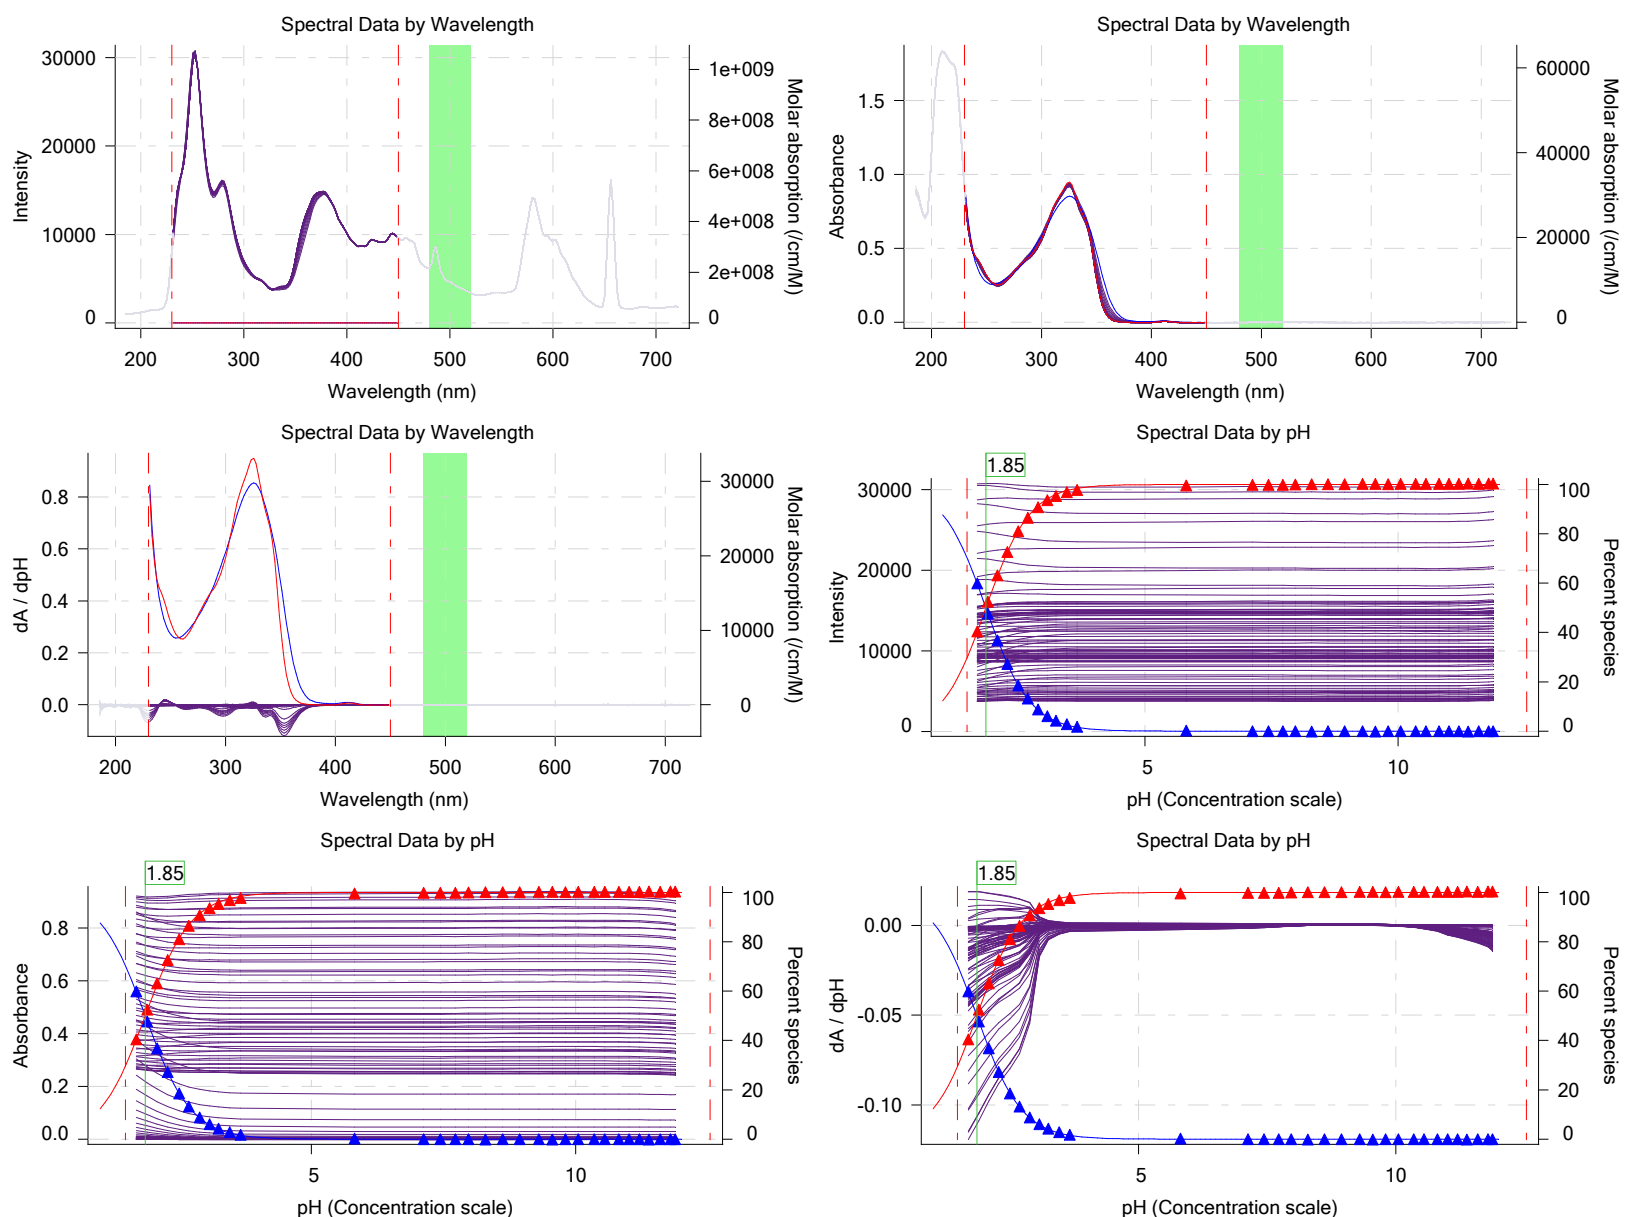 Spectral Data by Wavelength
30000
20000
10000
0
Intensity
1e+009
8e+008
6e+008
4e+008
2e+008
0
Molar absorption (/cm/M)
200 300 400 500 600 700
Wavelength (nm)
Spectral Data by Wavelength
1.5
1.0
0.5
0.0
Absorbance
60000
40000
20000
0
Molar absorption (/cm/M)
200 300 400 500 600 700
Wavelength (nm)
Spectral Data by Wavelength
0.8
0.6
0.4
0.2
0.0
dA / dpH
30000
20000
10000
0
Molar absorption (/cm/M)
200 300 400 500 600 700
Wavelength (nm)
Spectral Data by pH
1.85
30000
20000
10000
0
Intensity
100
80
60
40
20
0
Percent species
5 10
pH (Concentration scale)
Spectral Data by pH
1.85
0.8
0.6
0.4
0.2
0.0
Absorbance
100
80
60
40
20
0
Percent species
5 10
pH (Concentration scale)
Spectral Data by pH
1.85
0.00
-0.05
-0.10
dA / dpH
100
80
60
40
20
0
Percent species
5 10
pH (Concentration scale)